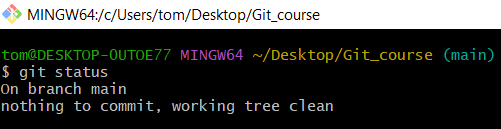 MINGW64:/c/Users/tom/Desktop/Git_course
tom@DESKTOP-OUTOE77 MINGW64 ~/Desktop/Git_course (main)
$ git status
On branch main
nothing to commit, working tree clean